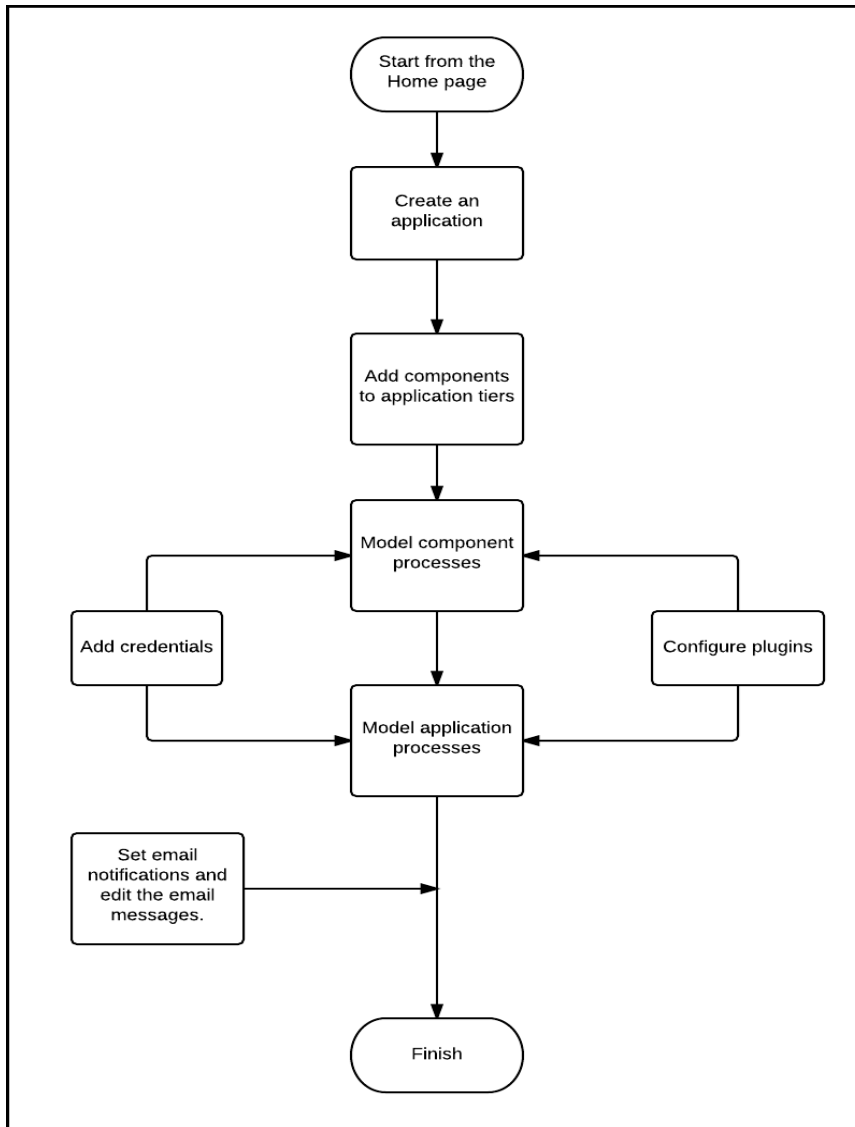 Start from the
Home page
Create an
application
Add components
to application tiers
Model component
processes
Add credentials
Configure plugins
Model application
processes
Set email
notifications and
edit the email
messages.
Finish